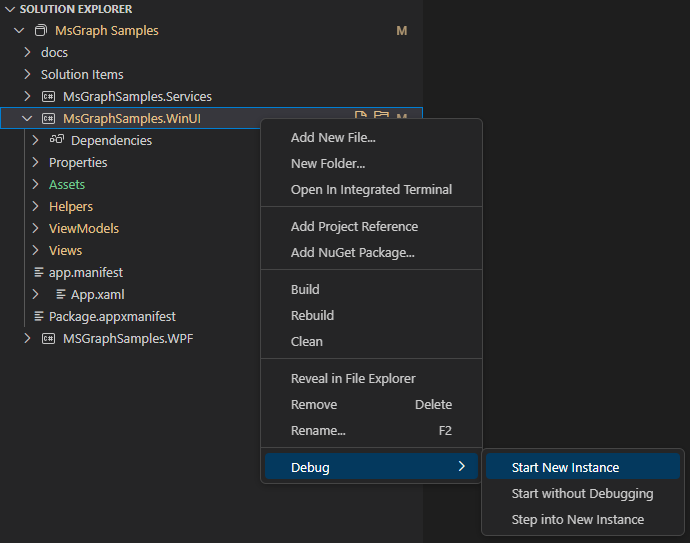 SOLUTION EXPLORER
MsGraph Samples M
docs
Solution Items
C# MsGraphSamples.Services
C# MsGraphSamples.WinUI M
Dependencies
Properties
Assets
Helpers
ViewModels
Views
app.manifest
App.xaml
Package.appxmanifest
C# MSGraphSamples.WPF
Add New File...
New Folder...
Open In Integrated Terminal
Add Project Reference
Add NuGet Package...
Build
Rebuild
Clean
Reveal in File Explorer
Remove Delete
Rename... F2
Debug
Start New Instance
Start without Debugging
Step into New Instance